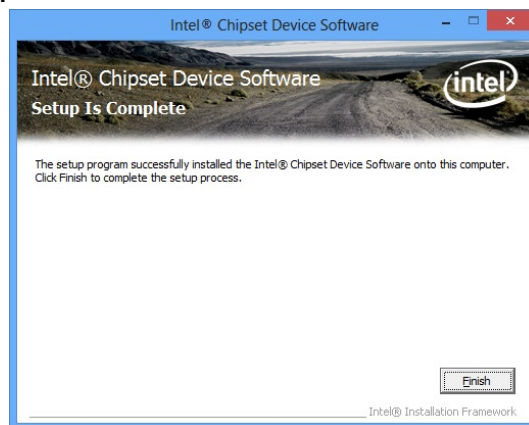 Intel® Chipset Device Software
Intel® Chipset Device Software
intel
Setup Is Complete
The setup program successfully installed the Intel® Chipset Device Software onto this computer.
Click Finish to complete the setup process.
Finish
Intel® Installation Framework